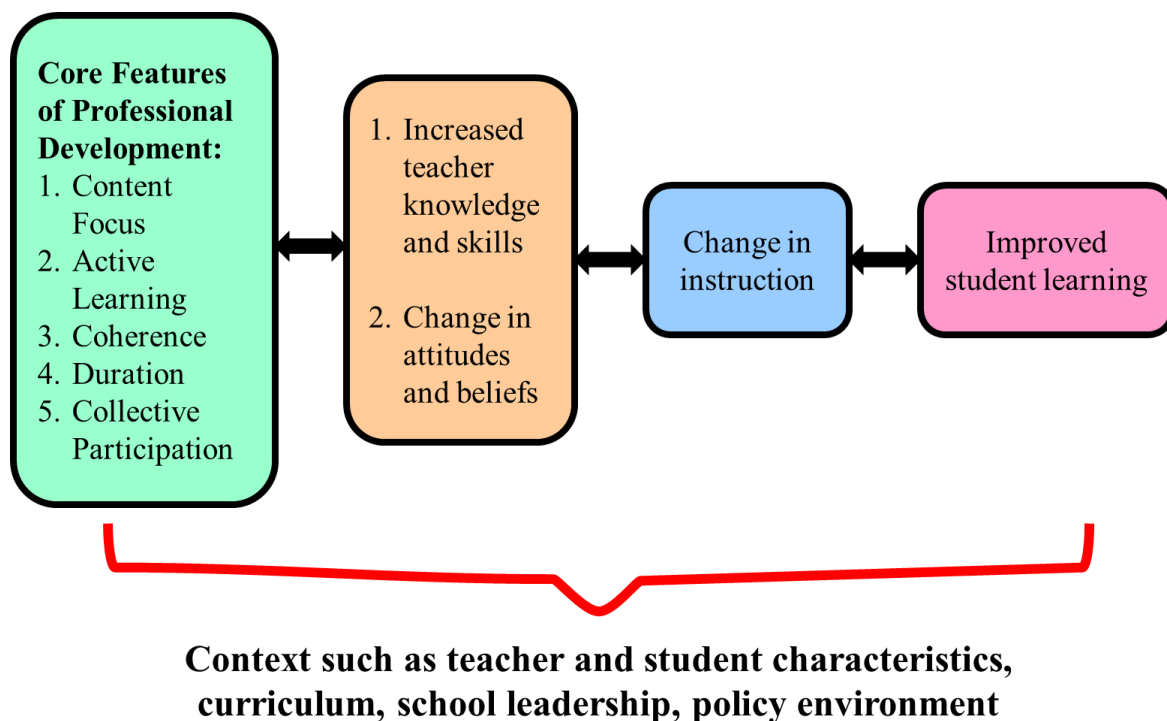 Core Features
of Professional
Development:
1. Content
Focus
2. Active
Learning
3. Coherence
4. Duration
5. Collective
Participation
1. Increased
teacher
knowledge
and skills
2. Change in
attitudes
and beliefs
Change in
instruction
Improved
student learning
Context such as teacher and student characteristics,
curriculum, school leadership, policy environment